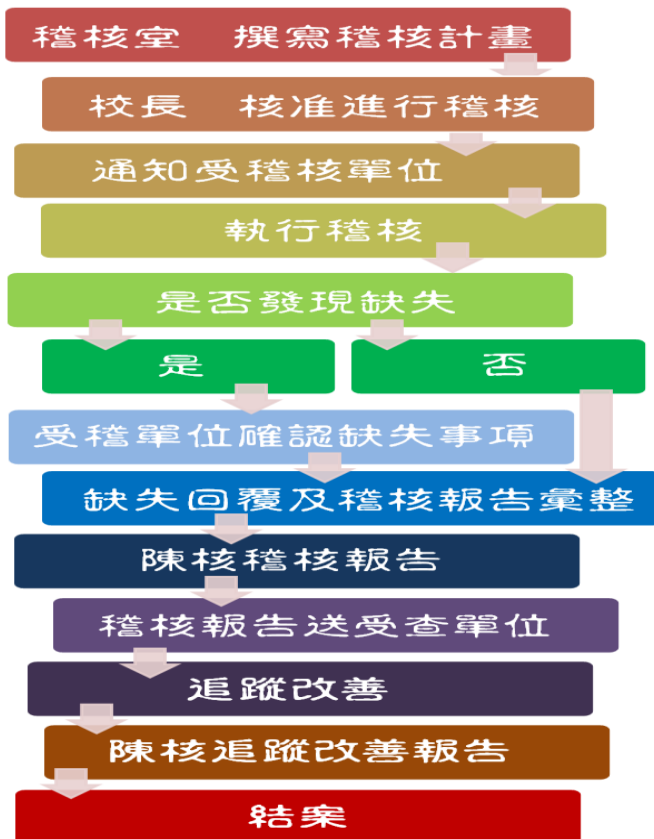 稽核室　撰寫稽核計畫
校長　核准進行稽核
通知受稽核單位
執行稽核
是否發現缺失
是
否
受稽單位確認缺失事項
缺失回覆及稽核報告彙整
陳核稽核報告
稽核報告送受查單位
追蹤改善
陳核追蹤改善報告
結案